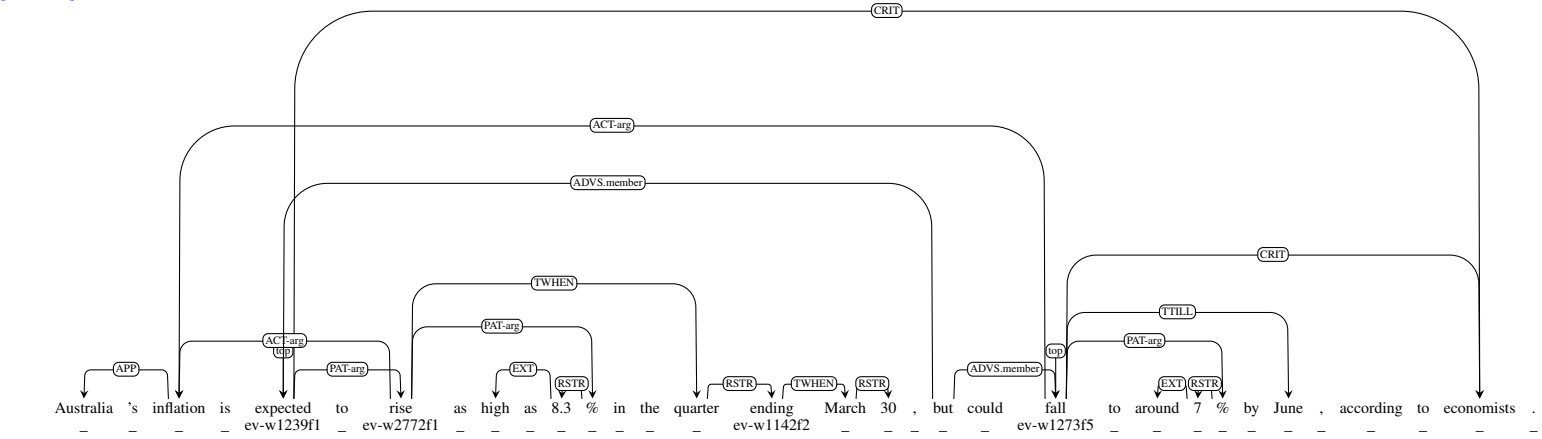 CRIT
ACT-arg
ADVS.member
CRIT
TWHEN
TTILL
PAT-arg
ACT-arg
PAT-arg
top
top
APP
PAT-arg
EXT
RSTR
RSTR
TWHEN
RSTR
ADVS.member
EXT
RSTR
Australia 's inflation is expected to rise as high as 8.3 % in the quarter ending March 30 , but could fall to around 7 % by June , according to economists .
_ _ _ _ ev-w1239f1 _ ev-w2772f1 _ _ _ _ _ _ _ _ ev-w1142f2 _ _ _ _ _ ev-w1273f5 _ _ _ _ _ _ _ _ _ _ _